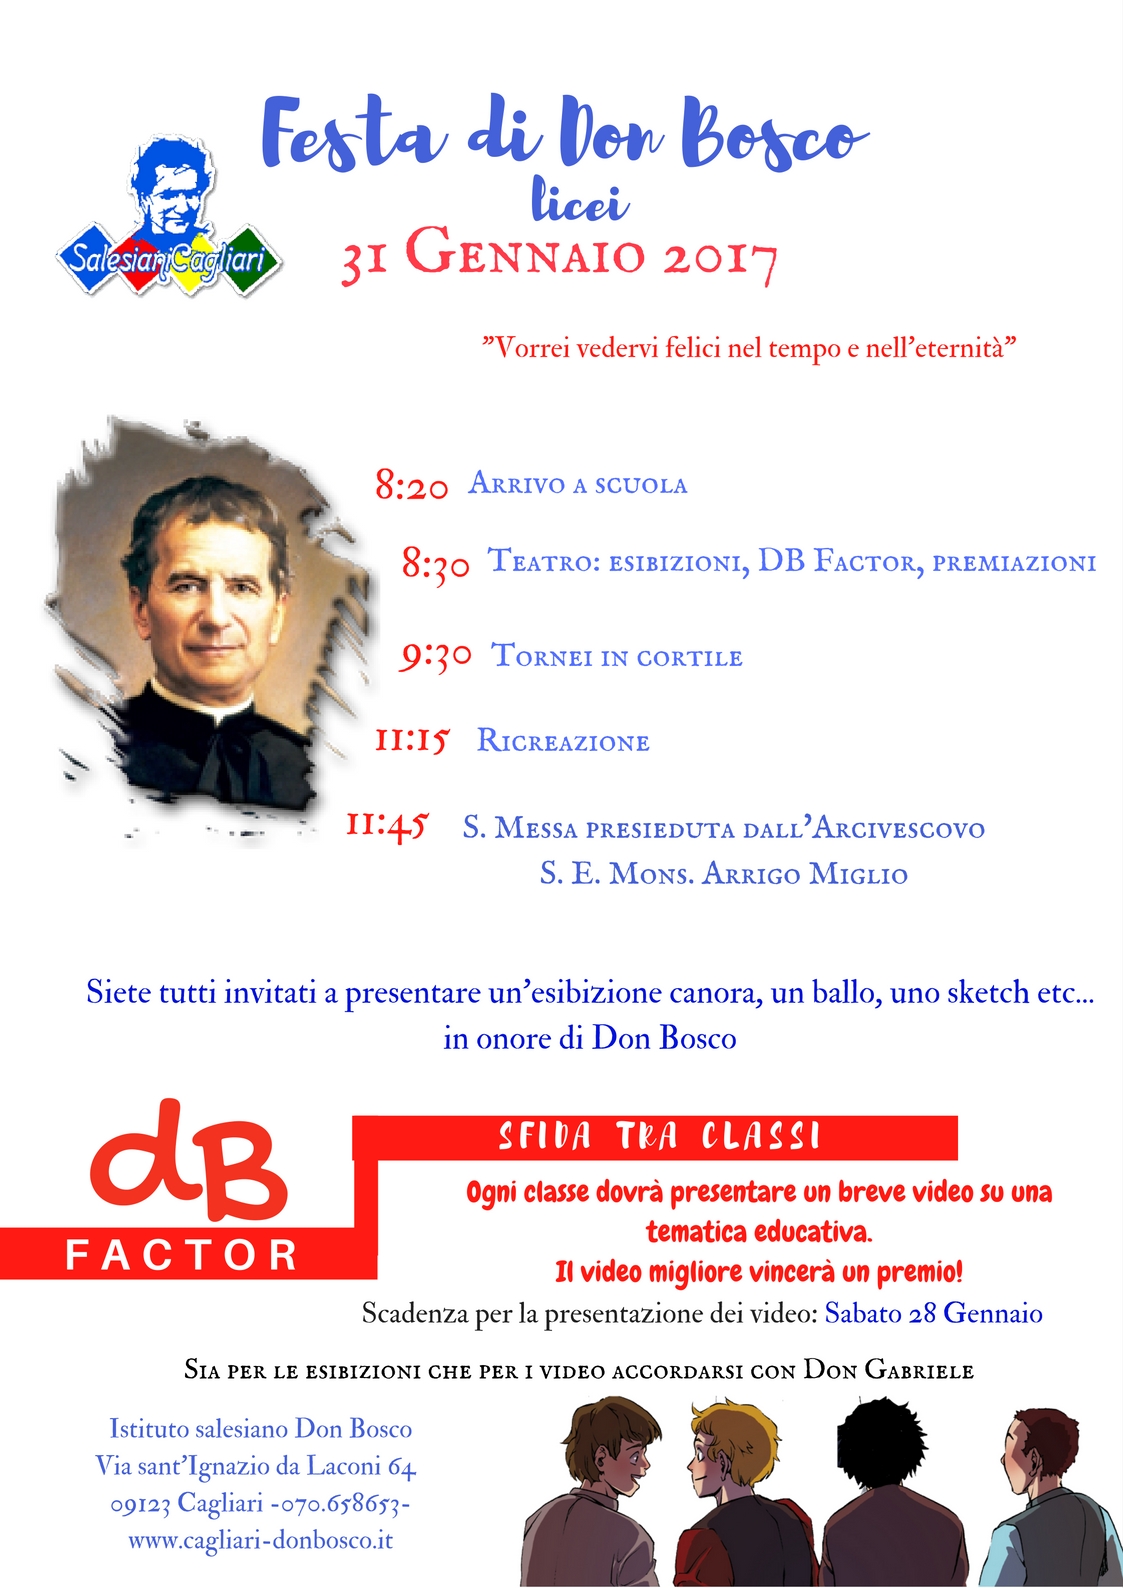 Festa di Don Bosco
licei
31 Gennaio 2017
SalesianiCagliari
"Vorrei vedervi felici nel tempo e nell'eternità"
8:20 Arrivo a scuola
8:30 Teatro: esibizioni, DB Factor, premiazioni
9:30 Tornei in cortile
11:15 Ricreazione
11:45 S. Messa presieduta dall'Arcivescovo
S. E. Mons. Arrigo Miglio
Siete tutti invitati a presentare un'esibizione canora, un ballo, uno sketch etc...
in onore di Don Bosco
dB
FACTOR
SFIDA TRA CLASSI
Ogni classe dovrà presentare un breve video su una
tematica educativa.
Il video migliore vincerà un premio!
Scadenza per la presentazione dei video: Sabato 28 Gennaio
Sia per le esibizioni che per i video accordarsi con Don Gabriele
Istituto salesiano Don Bosco
Via sant'Ignazio da Laconi 64
09123 Cagliari -070.658653-
www.cagliari-donbosco.it